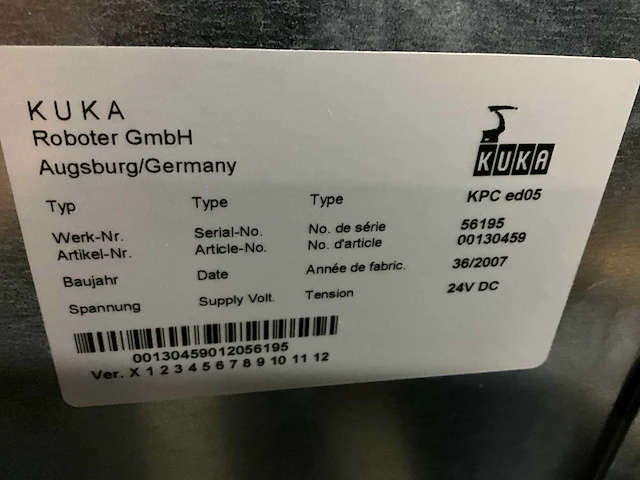 KUKA
Roboter GmbH
Augsburg/Germany
KUKA
Typ Type Type KPC ed05
Werk-Nr. Serial-No. No. de série 56195
Artikel-Nr. Article-No. No. d'article 00130459
Baujahr Date Année de fabric. 36/2007
Spannung Supply Volt. Tension 24V DC
00130459012056195
Ver. X 1 2 3 4 5 6 7 8 9 10 11 12